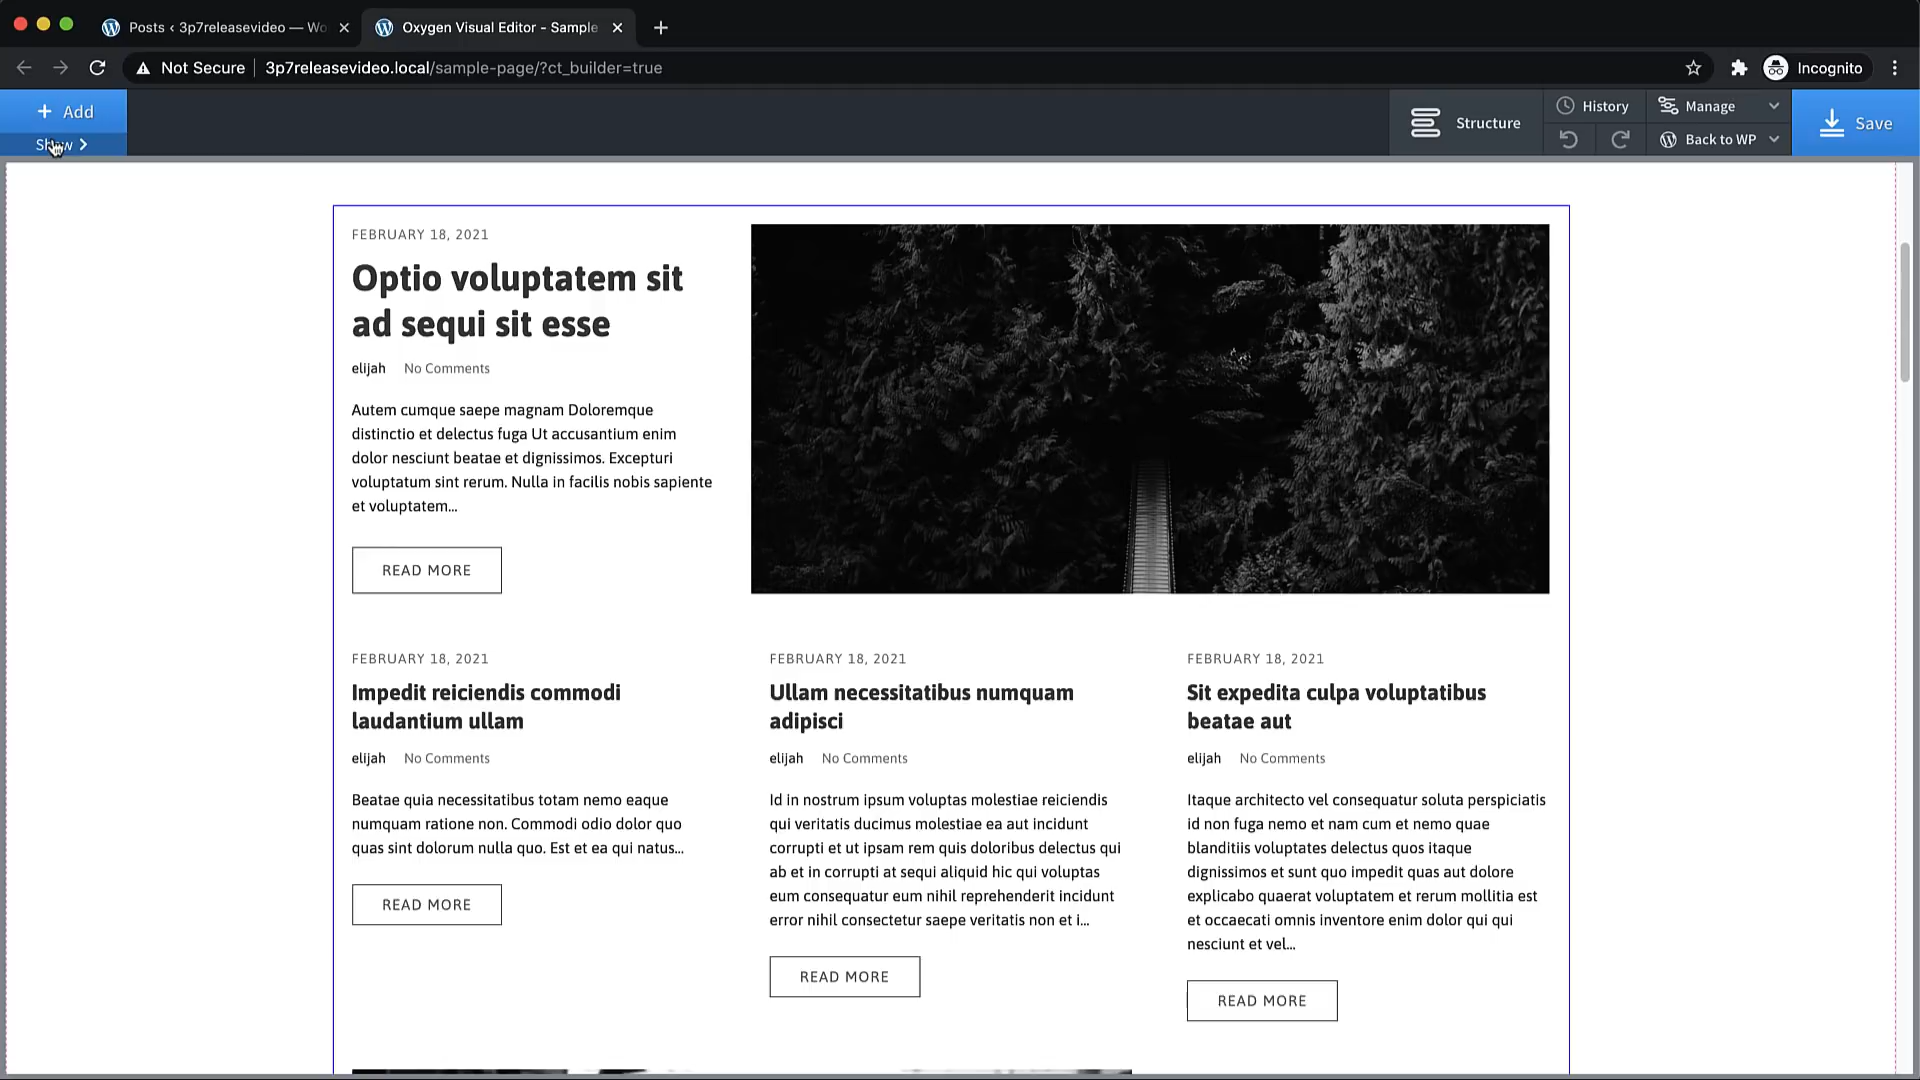 Posts ‹ 3p7releasevideo — Wo
Oxygen Visual Editor - Sample
Not Secure
3p7releasevideo.local/sample-page/?ct_builder=true
Incognito
+ Add
Show
Structure
History
Manage
Back to WP
Save
FEBRUARY 18, 2021
Optio voluptatem sit
ad sequi sit esse
elijah No Comments
Autem cumque saepe magnam Doloremque
distinctio et delectus fuga Ut accusantium enim
dolor nesciunt beatae et dignissimos. Excepturi
voluptatum sint rerum. Nulla in facilis nobis sapiente
et voluptatem...
READ MORE
FEBRUARY 18, 2021
Impedit reiciendis commodi
laudantium ullam
elijah No Comments
Beatae quia necessitatibus totam nemo eaque
numquam ratione non. Commodi odio dolor quo
quas sint dolorum nulla quo. Est et ea qui natus...
READ MORE
FEBRUARY 18, 2021
Ullam necessitatibus numquam
adipisci
elijah No Comments
Id in nostrum ipsum voluptas molestiae reiciendis
qui veritatis ducimus molestiae ea aut incidunt
corrupti et ut ipsam rem quis doloribus delectus qui
ab et in corrupti at sequi aliquid hic qui voluptas
eum consequatur eum nihil reprehenderit incidunt
error nihil consectetur saepe veritatis non et i...
READ MORE
FEBRUARY 18, 2021
Sit expedita culpa voluptatibus
beatae aut
elijah No Comments
Itaque architecto vel consequatur soluta perspiciatis
id non fuga nemo et nam cum et nemo quae
blanditiis voluptates delectus quos itaque
dignissimos et sunt quo impedit quas aut dolore
explicabo quaerat voluptatem et rerum mollitia est
et occaecati omnis inventore enim dolor qui qui
nesciunt et vel...
READ MORE